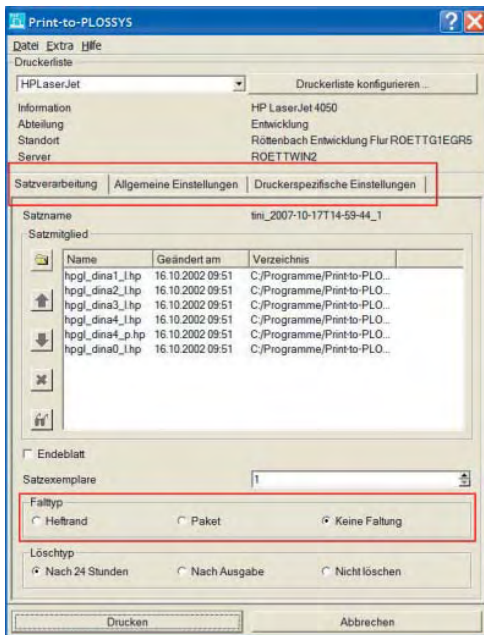 Print-to-PLOSSYS
Datei Extra Hilfe
Druckerliste
HPLaserJet Druckerliste konfigurieren ...
Information HP LaserJet 4050
Abteilung Entwicklung
Standort Röttenbach Entwicklung Flur ROETTG1EGR5
Server ROETTWIN2
Satzverarbeitung Allgemeine Einstellungen Druckerspezifische Einstellungen
Satzname tini_2007-10-17T14-59-44_1
Satzmitglied
Name Geändert am Verzeichnis
hpgl_dina1_l.hp 16.10.2002 09:51 C:/Programme/Print-to-PLO...
hpgl_dina2_l.hp 16.10.2002 09:51 C:/Programme/Print-to-PLO...
hpgl_dina3_l.hp 16.10.2002 09:51 C:/Programme/Print-to-PLO...
hpgl_dina4_l.hp 16.10.2002 09:51 C:/Programme/Print-to-PLO...
hpgl_dina4_p.hp 16.10.2002 09:51 C:/Programme/Print-to-PLO...
hpgl_dina0_l.hp 16.10.2002 09:51 C:/Programme/Print-to-PLO...
Endeblatt
Satzexemplare 1
Falttyp
Heftrand Paket Keine Faltung
Löschtyp
Nach 24 Stunden Nach Ausgabe Nicht löschen
Drucken Abbrechen